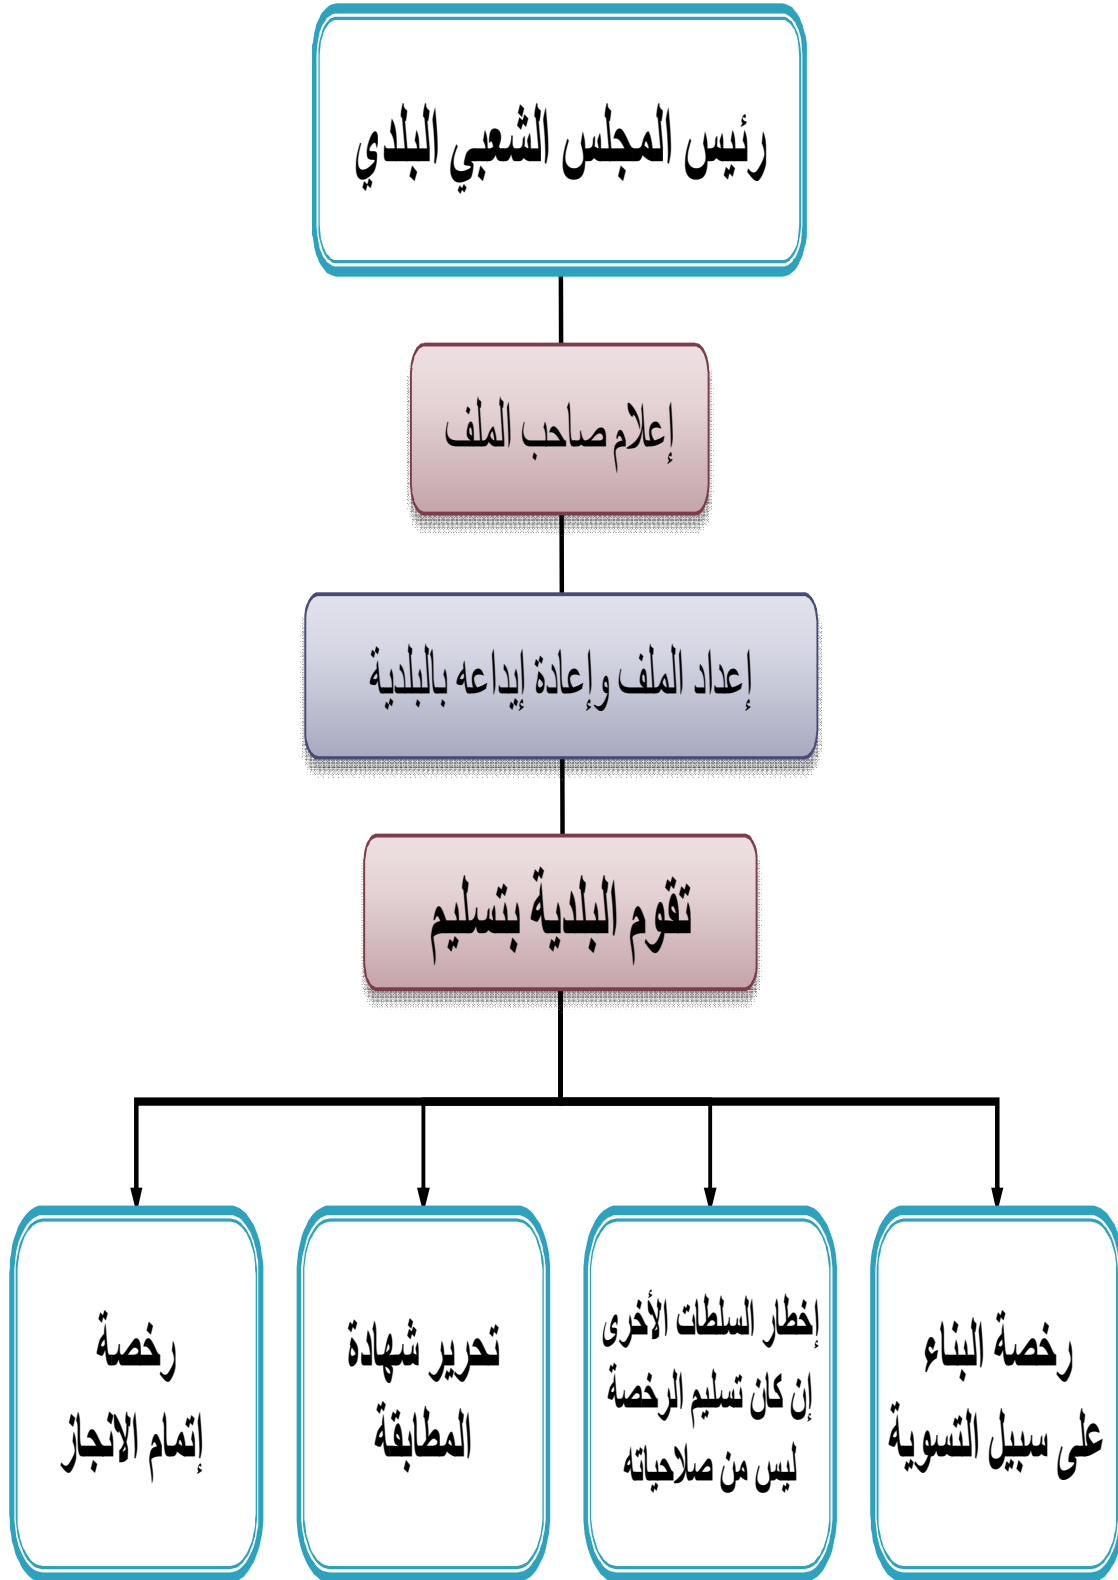 رئيس المجلس الشعبي البلدي
إعلام صاحب الملف
إعداد الملف وإعادة إيداعه بالبلدية
تقوم البلدية بتسليم
رخصة البناء
على سبيل التسوية
إخطار السلطات الأخرى
إن كان تسليم الرخصة
ليس من صلاحياته
تحرير شهادة
المطابقة
رخصة
إتمام الانجاز